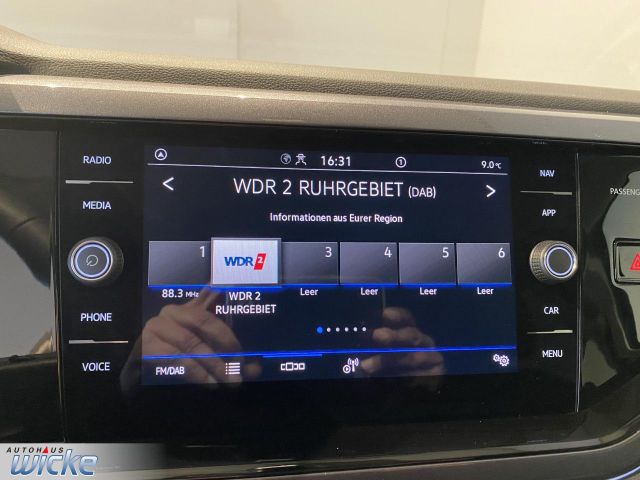 RADIO
MEDIA
PHONE
VOICE
16:31
1
9.0 °C
< WDR 2 RUHRGEBIET (DAB) >
Informationen aus Eurer Region
1
WDR 2
3
4
5
6
88.3 MHz
WDR 2
RUHRGEBIET
Leer
Leer
Leer
Leer
FM/DAB
NAV
APP
CAR
MENU
PASSENG
AUTOHAUS
WICKE